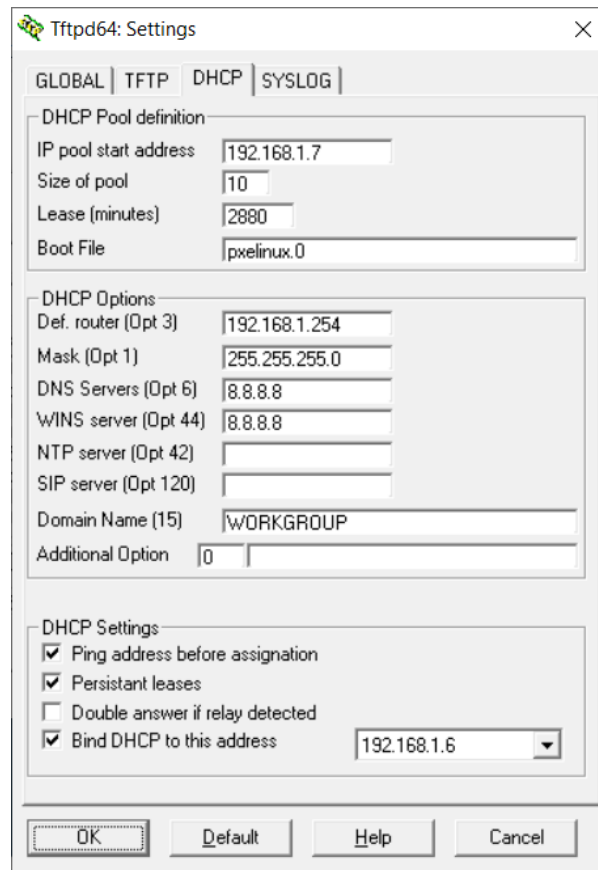 Tftpd64: Settings
GLOBAL TFTP DHCP SYSLOG
DHCP Pool definition
IP pool start address 192.168.1.7
Size of pool 10
Lease (minutes) 2880
Boot File pxelinux.0
DHCP Options
Def. router (Opt 3) 192.168.1.254
Mask (Opt 1) 255.255.255.0
DNS Servers (Opt 6) 8.8.8.8
WINS server (Opt 44) 8.8.8.8
NTP server (Opt 42)
SIP server (Opt 120)
Domain Name (15) WORKGROUP
Additional Option 0
DHCP Settings
Ping address before assignation
Persistant leases
Double answer if relay detected
Bind DHCP to this address 192.168.1.6
OK Default Help Cancel